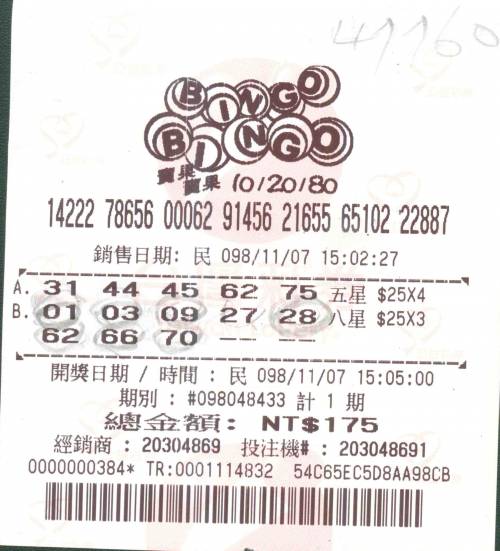 41160
BINGO
BINGO
賓果
賓果 10/20/80
14222 78656 00062 91456 21655 65102 22887
銷售日期: 民 098/11/07 15:02:27
A. 31 44 45 62 75 五星 $25X4
B. 01 03 09 27 28 八星 $25X3
62 66 70 -- --
開獎日期 / 時間 : 民 098/11/07 15:05:00
期別 : #098048433 計 1 期
總金額: NT$175
經銷商 : 20304869 投注機# : 203048691
0000000384* TR:0001114832 54C65EC5D8AA98CB